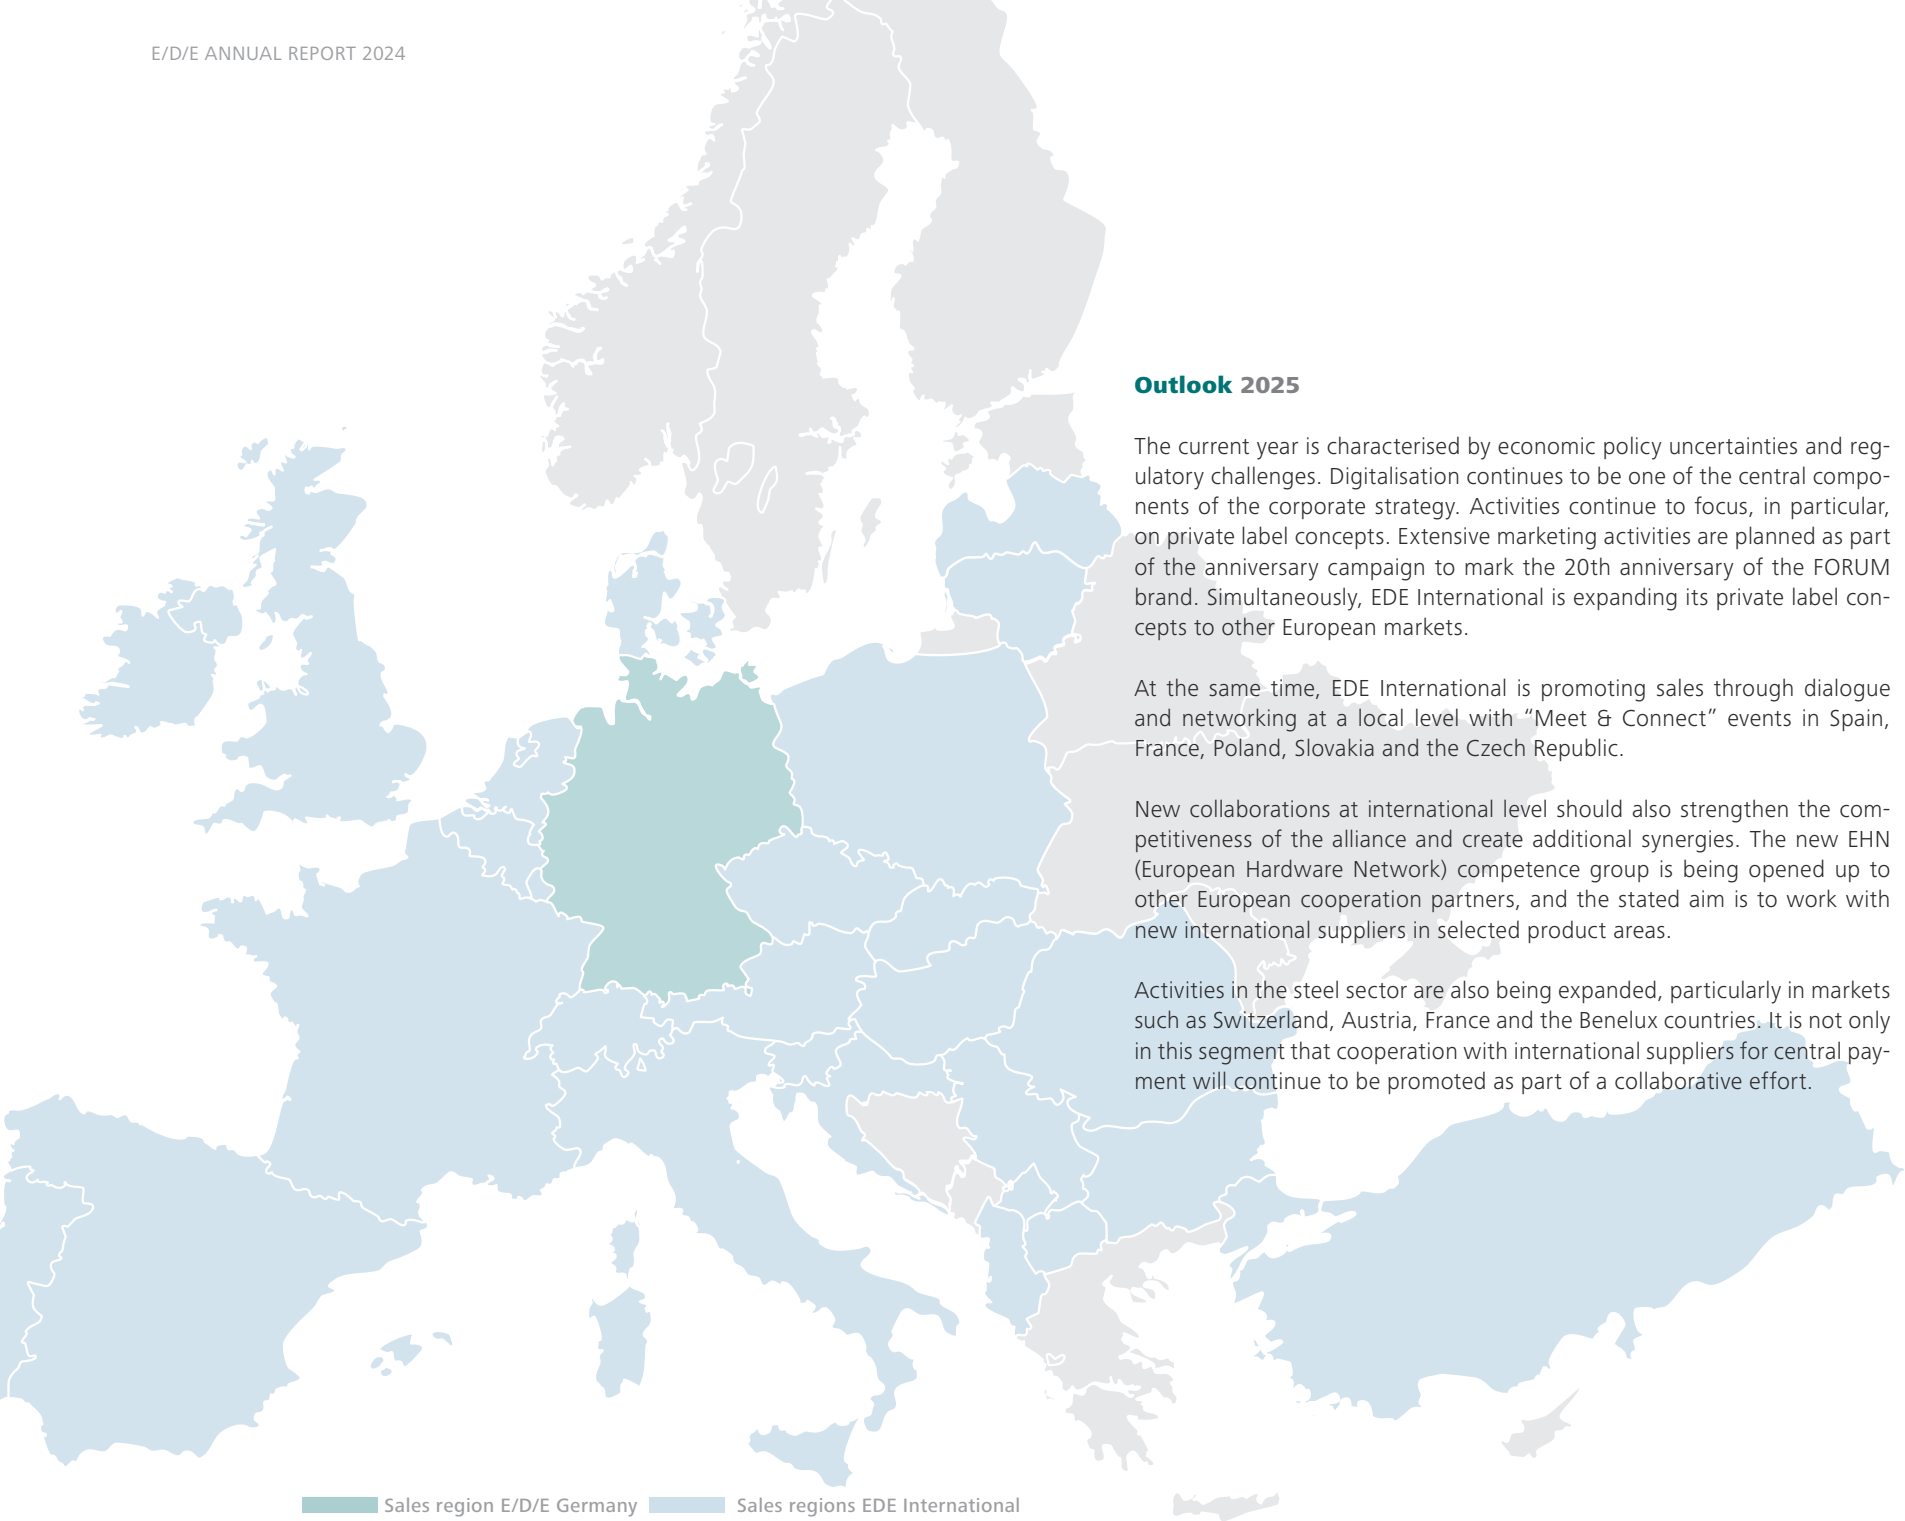 E/D/E ANNUAL REPORT 2024
Outlook 2025
The current year is characterised by economic policy uncertainties and reg-
ulatory challenges. Digitalisation continues to be one of the central compo-
nents of the corporate strategy. Activities continue to focus, in particular,
on private label concepts. Extensive marketing activities are planned as part
of the anniversary campaign to mark the 20th anniversary of the FORUM
brand. Simultaneously, EDE International is expanding its private label con-
cepts to other European markets.
At the same time, EDE International is promoting sales through dialogue
and networking at a local level with “Meet & Connect” events in Spain,
France, Poland, Slovakia and the Czech Republic.
New collaborations at international level should also strengthen the com-
petitiveness of the alliance and create additional synergies. The new EHN
(European Hardware Network) competence group is being opened up to
other European cooperation partners, and the stated aim is to work with
new international suppliers in selected product areas.
Activities in the steel sector are also being expanded, particularly in markets
such as Switzerland, Austria, France and the Benelux countries. It is not only
in this segment that cooperation with international suppliers for central pay-
ment will continue to be promoted as part of a collaborative effort.
Sales region E/D/E Germany
Sales regions EDE International